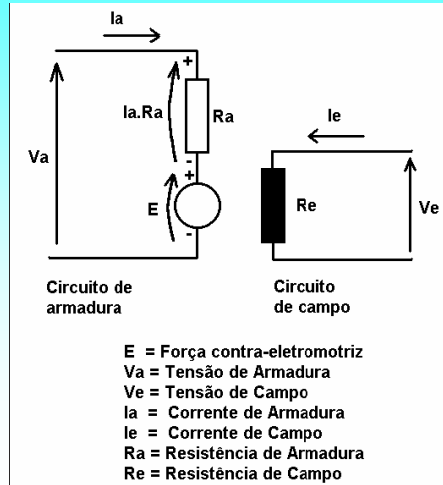 Ia
+
Ia.Ra
Ra
-
Va
+
E
-
Ie
Re
Ve
Circuito de
armadura
Circuito
de campo
E = Força contra-eletromotriz
Va = Tensão de Armadura
Ve = Tensão de Campo
Ia = Corrente de Armadura
Ie = Corrente de Campo
Ra = Resistência de Armadura
Re = Resistência de Campo